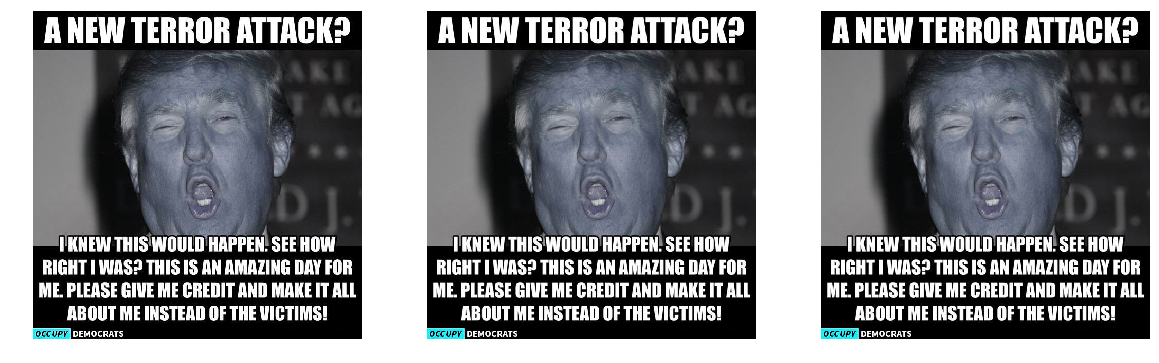 A NEW TERROR ATTACK?
AKE
T AG
D J.
I KNEW THIS WOULD HAPPEN. SEE HOW
RIGHT I WAS? THIS IS AN AMAZING DAY FOR
ME. PLEASE GIVE ME CREDIT AND MAKE IT ALL
ABOUT ME INSTEAD OF THE VICTIMS!
OCCUPY DEMOCRATS
A NEW TERROR ATTACK?
AKE
T AG
D J.
I KNEW THIS WOULD HAPPEN. SEE HOW
RIGHT I WAS? THIS IS AN AMAZING DAY FOR
ME. PLEASE GIVE ME CREDIT AND MAKE IT ALL
ABOUT ME INSTEAD OF THE VICTIMS!
OCCUPY DEMOCRATS
A NEW TERROR ATTACK?
AKE
T AG
D J.
I KNEW THIS WOULD HAPPEN. SEE HOW
RIGHT I WAS? THIS IS AN AMAZING DAY FOR
ME. PLEASE GIVE ME CREDIT AND MAKE IT ALL
ABOUT ME INSTEAD OF THE VICTIMS!
OCCUPY DEMOCRATS